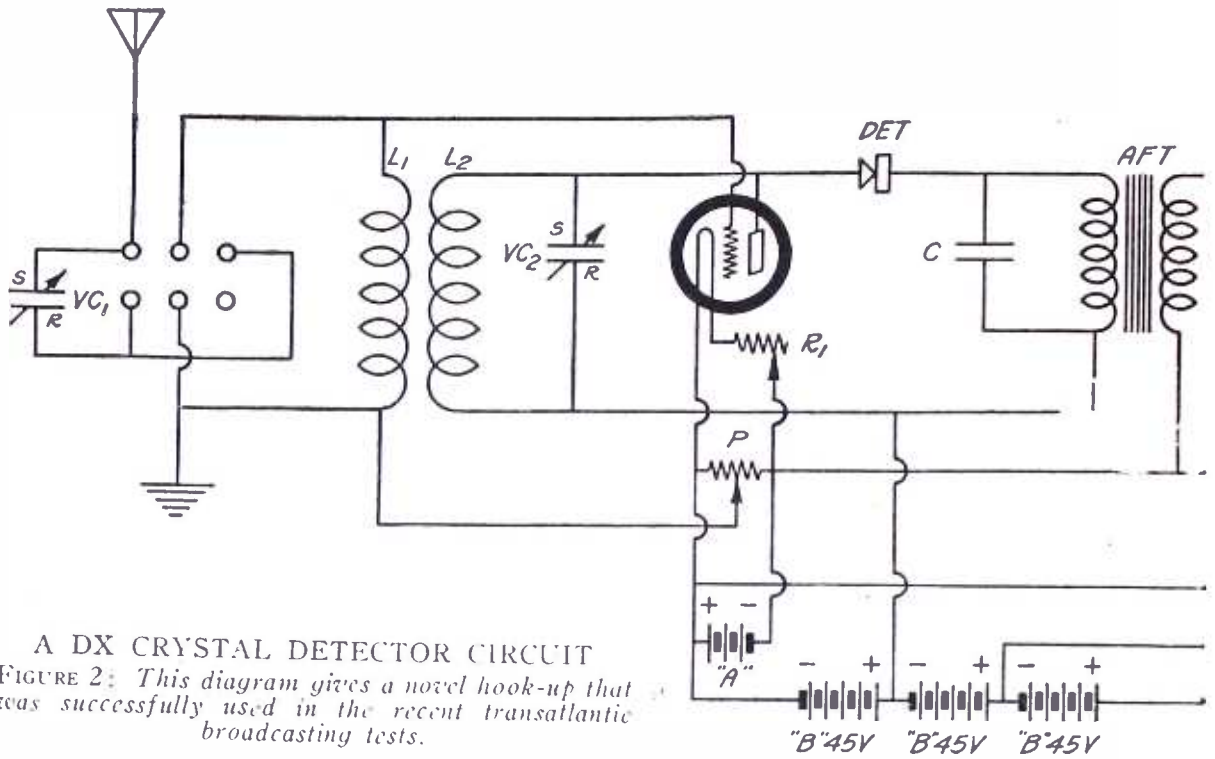 DET
AFT
L1 L2
S
VC2
R
C
S
VC1
R
R1
P
+ -
"A"
- + - + - +
"B"45V "B"45V "B"45V
A DX CRYSTAL DETECTOR CIRCUIT
FIGURE 2: This diagram gives a novel hook-up that
was successfully used in the recent transatlantic
broadcasting tests.